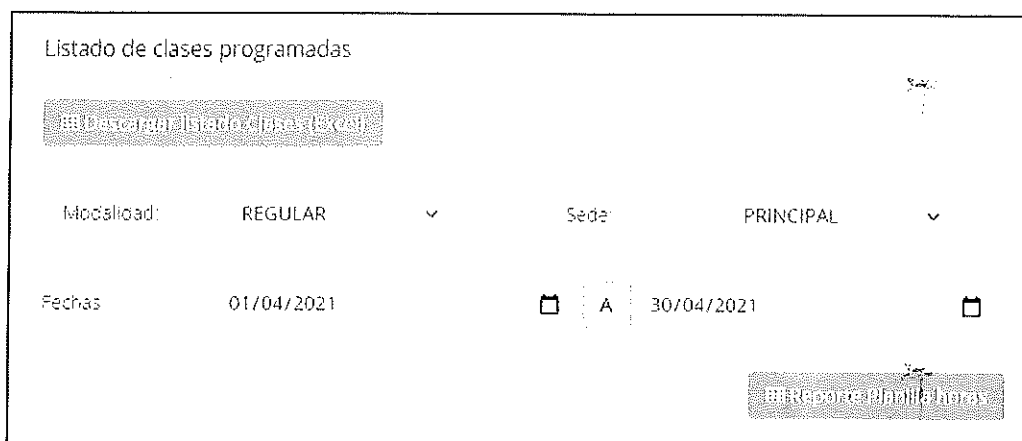 Listado de clases programadas
Descargar listado Clases (Excel)
Modalidad: REGULAR Sede: PRINCIPAL
Fechas 01/04/2021 A 30/04/2021
Reporte Planilla horas